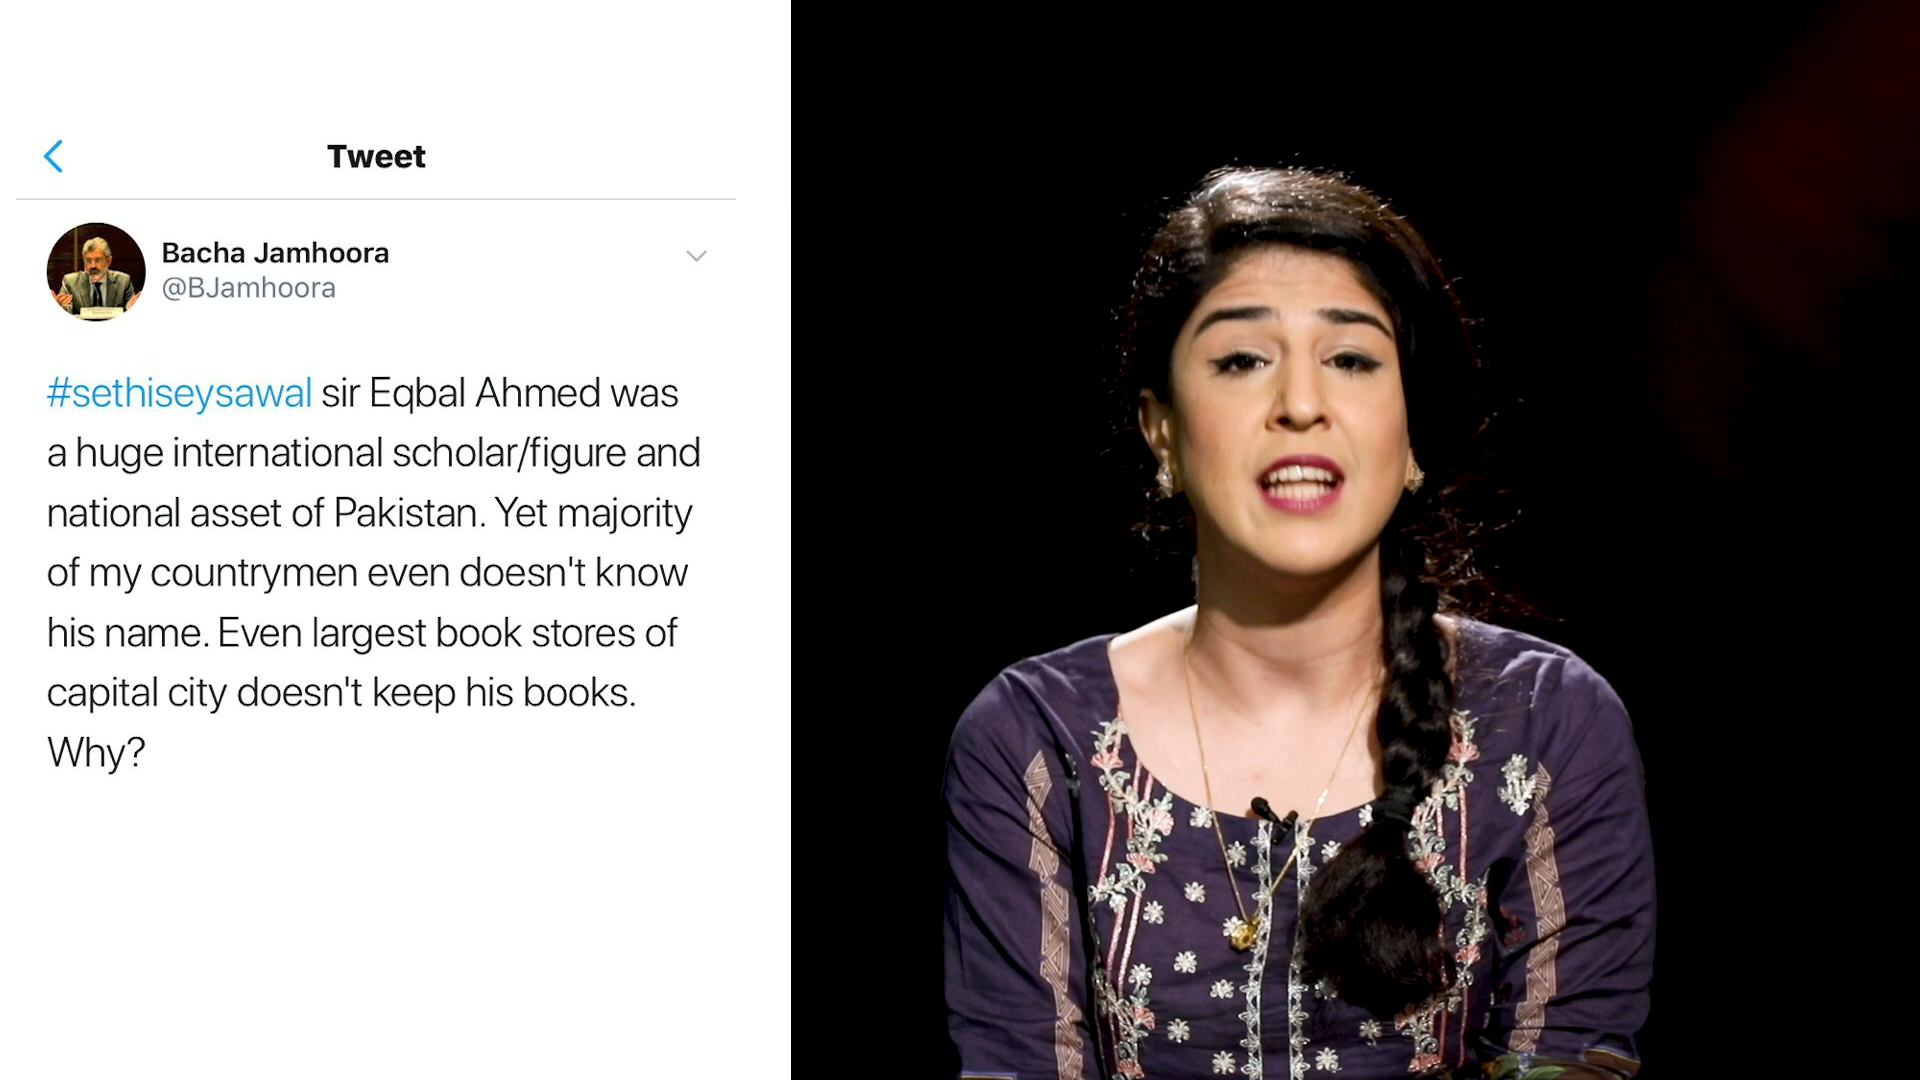 Tweet
Bacha Jamhoora
@BJamhoora
#sethiseysawal sir Eqbal Ahmed was
a huge international scholar/figure and
national asset of Pakistan. Yet majority
of my countrymen even doesn't know
his name. Even largest book stores of
capital city doesn't keep his books.
Why?